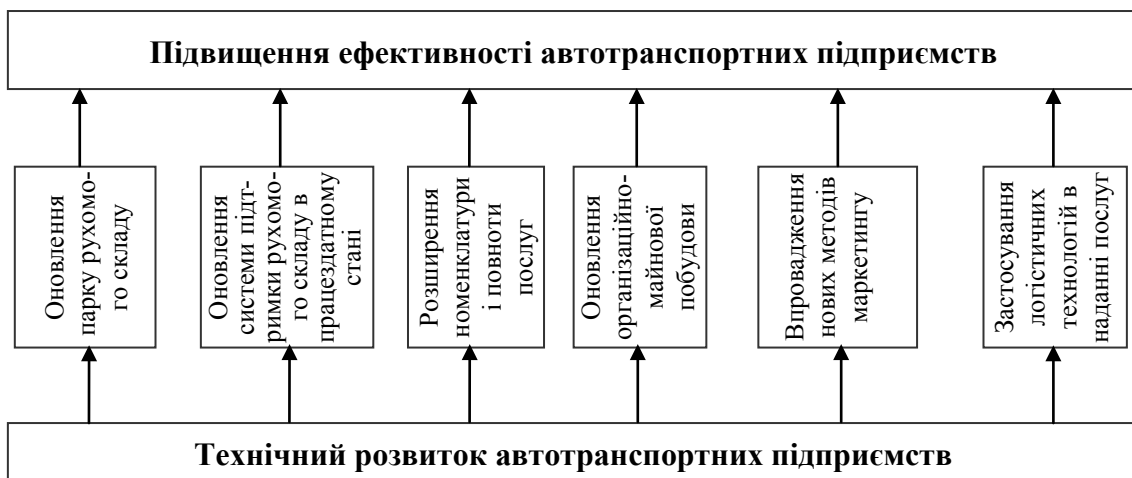 Підвищення ефективності автотранспортних підприємств
Оновлення
парку рухомо-
го складу
Оновлення
системи підт-
римки рухомо-
го складу в
працездатному
стані
Розширення
номенклатури
і повноти
послуг
Оновлення
організаційно-
майнової
побудови
Впровадження
нових методів
маркетингу
Застосування
логістичних
технологій в
наданні послуг
Технічний розвиток автотранспортних підприємств